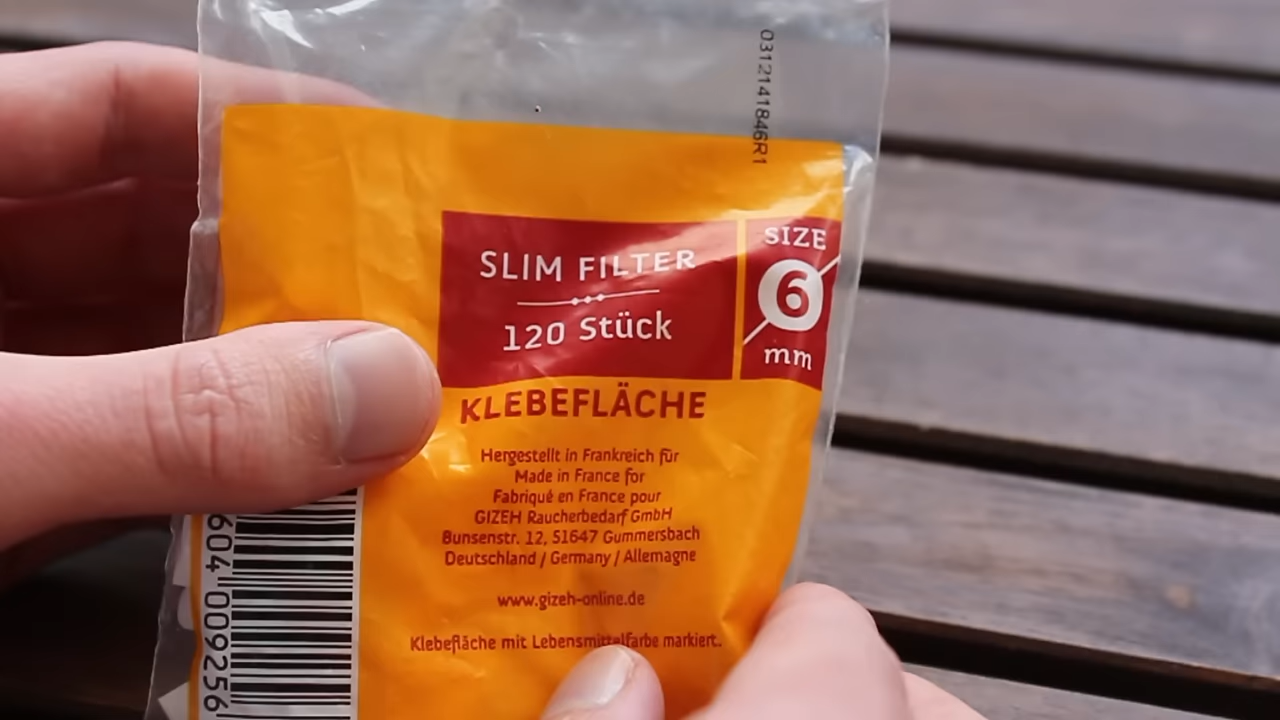 0312141846R1
SLIM FILTER
120 Stück
SIZE
6
mm
KLEBEFLÄCHE
Hergestellt in Frankreich für
Made in France for
Fabriqué en France pour
GIZEH Raucherbedarf GmbH
Bunsenstr. 12, 51647 Gummersbach
Deutschland / Germany / Allemagne
www.gizeh-online.de
Klebefläche mit Lebensmittelfarbe markiert.
604 009256